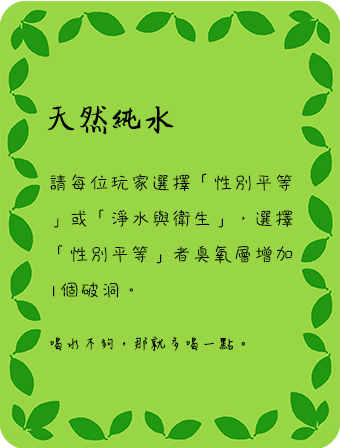 天然純水
請每位玩家選擇「性別平等
」或「淨水與衛生」，選擇
「性別平等」者臭氧層增加
1個破洞。
喝水不夠，那就多喝一點。